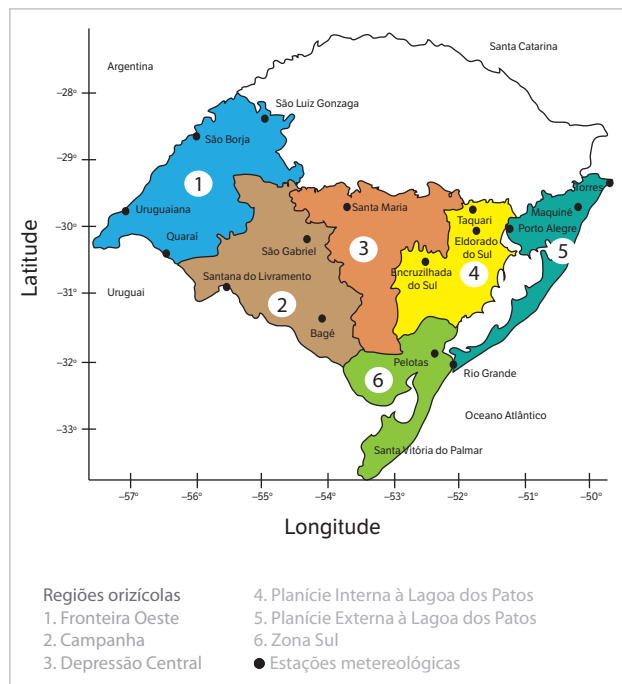 Santa Catarina
Argentina
−28°
São Luiz Gonzaga
São Borja
−29°
1
Torres
Uruguaiana
Santa Maria
Maquiné
Taquari
−30°
Porto Alegre
Quaraí
São Gabriel
3
Eldorado
do Sul
5
Latitude
Santana do Livramento
Encruzilhada
do Sul
4
Uruguai
−31°
2
Bagé
Pelotas
−32°
6
Rio Grande
Oceano Atlântico
−33°
Santa Vitória do Palmar
−57° −56° −55° −54° −53° −52° −51° −50°
Longitude
Regiões orizícolas
1. Fronteira Oeste
2. Campanha
3. Depressão Central
4. Planície Interna à Lagoa dos Patos
5. Planície Externa à Lagoa dos Patos
6. Zona Sul
Estações metereológicas